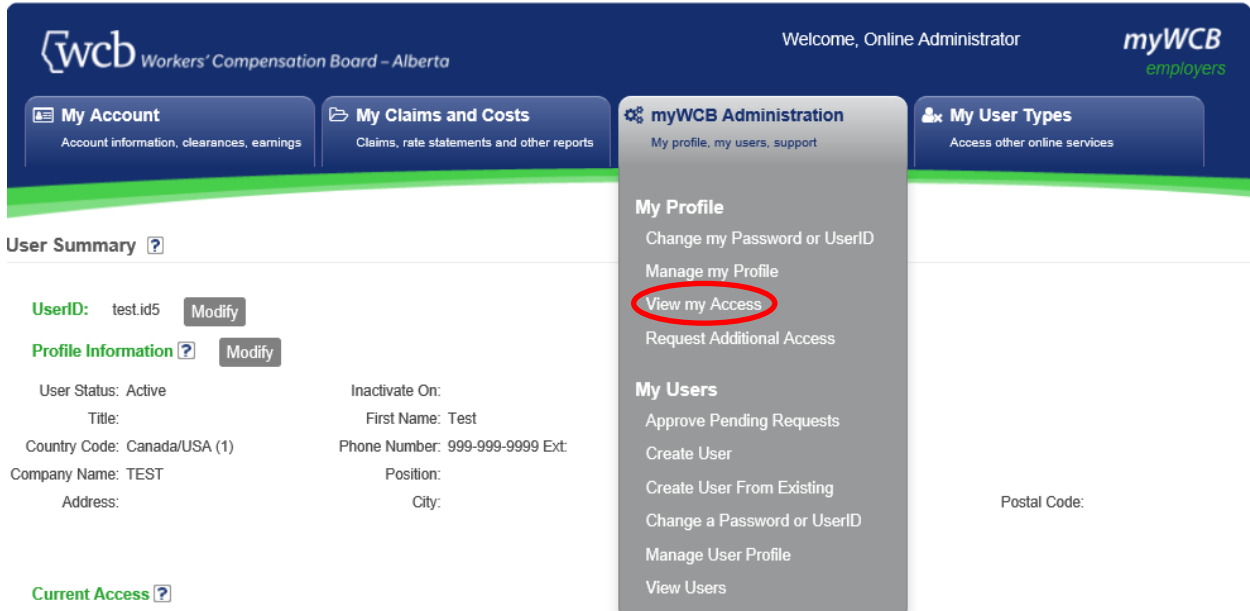 wcb Workers' Compensation Board – Alberta
Welcome, Online Administrator
myWCB
employers
My Account
Account information, clearances, earnings
My Claims and Costs
Claims, rate statements and other reports
myWCB Administration
My profile, my users, support
My User Types
Access other online services
User Summary ?
UserID: test.id5 Modify
Profile Information ? Modify
User Status: Active Inactivate On:
Title: First Name: Test
Country Code: Canada/USA (1) Phone Number: 999-999-9999 Ext:
Company Name: TEST Position:
Address: City: Postal Code:
Current Access ?
My Profile
Change my Password or UserID
Manage my Profile
View my Access
Request Additional Access
My Users
Approve Pending Requests
Create User
Create User From Existing
Change a Password or UserID
Manage User Profile
View Users